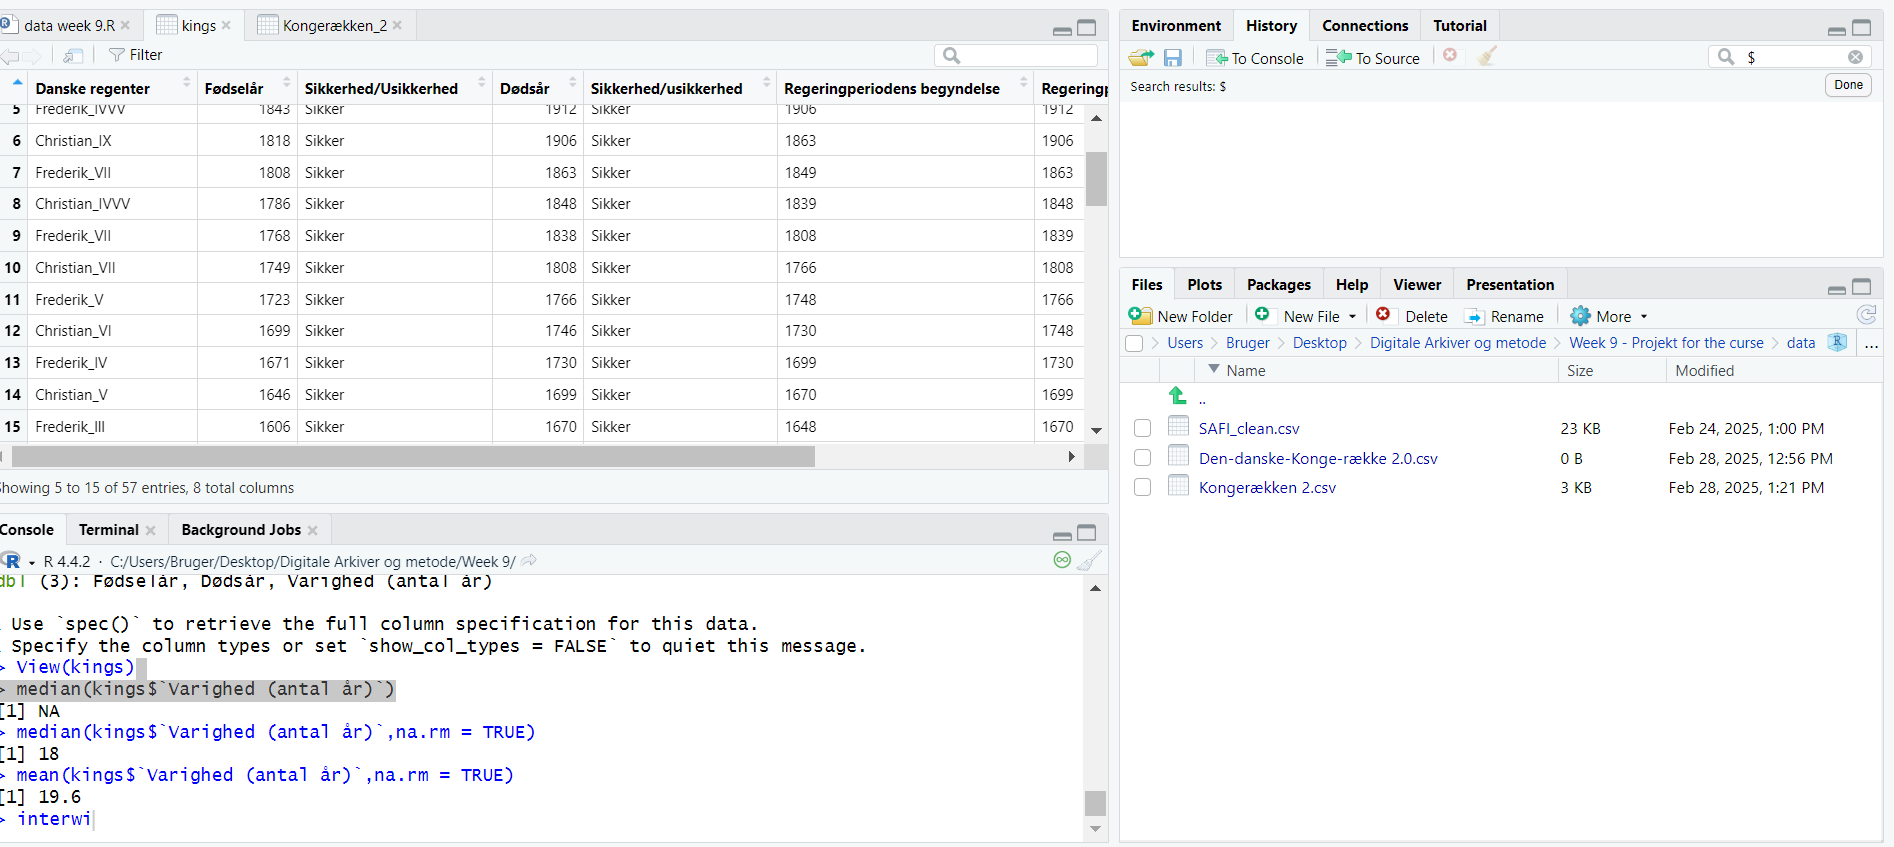 data week 9.R
kings
Kongerækken_2
Filter
Danske regenter Fødselår Sikkerhed/Usikkerhed Dødsår Sikkerhed/usikkerhed Regeringperiodens begyndelse Regeringp
5 Frederik_IVVV 1843 Sikker 1912 Sikker 1906 1912
6 Christian_IX 1818 Sikker 1906 Sikker 1863 1906
7 Frederik_VII 1808 Sikker 1863 Sikker 1849 1863
8 Christian_IVVV 1786 Sikker 1848 Sikker 1839 1848
9 Frederik_VII 1768 Sikker 1838 Sikker 1808 1839
10 Christian_VII 1749 Sikker 1808 Sikker 1766 1808
11 Frederik_V 1723 Sikker 1766 Sikker 1748 1766
12 Christian_VI 1699 Sikker 1746 Sikker 1730 1748
13 Frederik_IV 1671 Sikker 1730 Sikker 1699 1730
14 Christian_V 1646 Sikker 1699 Sikker 1670 1699
15 Frederik_III 1606 Sikker 1670 Sikker 1648 1670
howing 5 to 15 of 57 entries, 8 total columns
Console Terminal Background Jobs
R 4.4.2 · C:/Users/Bruger/Desktop/Digitale Arkiver og metode/Week 9/
dbl (3): Fødselår, Dødsår, Varighed (antal år)
Use `spec()` to retrieve the full column specification for this data.
Specify the column types or set `show_col_types = FALSE` to quiet this message.
> View(kings)
> median(kings$`Varighed (antal år)`)
[1] NA
> median(kings$`Varighed (antal år)`,na.rm = TRUE)
[1] 18
> mean(kings$`Varighed (antal år)`,na.rm = TRUE)
[1] 19.6
> interwi
Environment History Connections Tutorial
To Console To Source $
Search results: $ Done
Files Plots Packages Help Viewer Presentation
New Folder New File Delete Rename More
Users Bruger Desktop Digitale Arkiver og metode Week 9 - Projekt for the curse data ...
Name Size Modified
..
SAFI_clean.csv 23 KB Feb 24, 2025, 1:00 PM
Den-danske-Konge-række 2.0.csv 0 B Feb 28, 2025, 12:56 PM
Kongerækken 2.csv 3 KB Feb 28, 2025, 1:21 PM